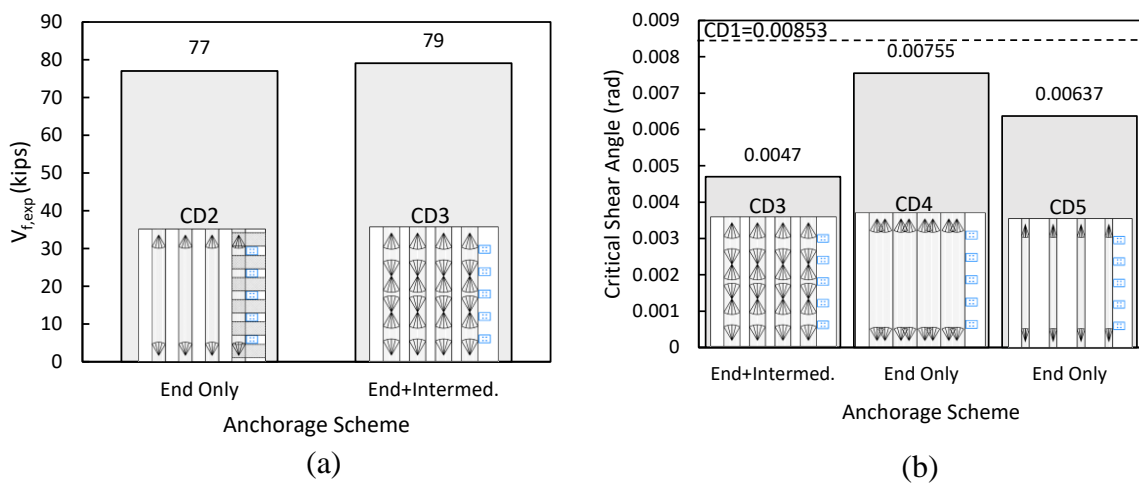 90
80
70
60
50
40
30
20
10
0
V_f,exp (kips)
77
79
CD2
CD3
End Only
End+Intermed.
Anchorage Scheme
(a)
0.009
0.008
0.007
0.006
0.005
0.004
0.003
0.002
0.001
0
Critical Shear Angle (rad)
CD1=0.00853
0.0047
0.00755
0.00637
CD3
CD4
CD5
End+Intermed.
End Only
End Only
Anchorage Scheme
(b)